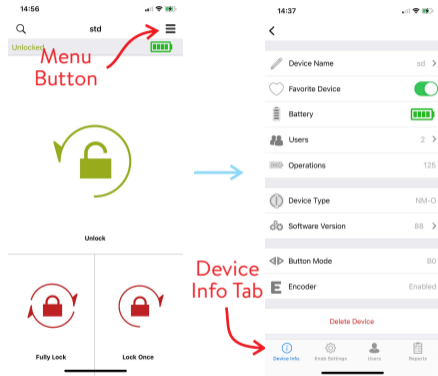 14:56
std
Unlocked
Menu
Button
Unlock
Fully Lock
Lock Once
14:37
Device Name sd
Favorite Device
Battery
Users 2
Operations 125
Device Type NM-O
Software Version 88
Button Mode B0
Encoder Enabled
Delete Device
Device Info Knob Settings Users Reports
Device
Info Tab